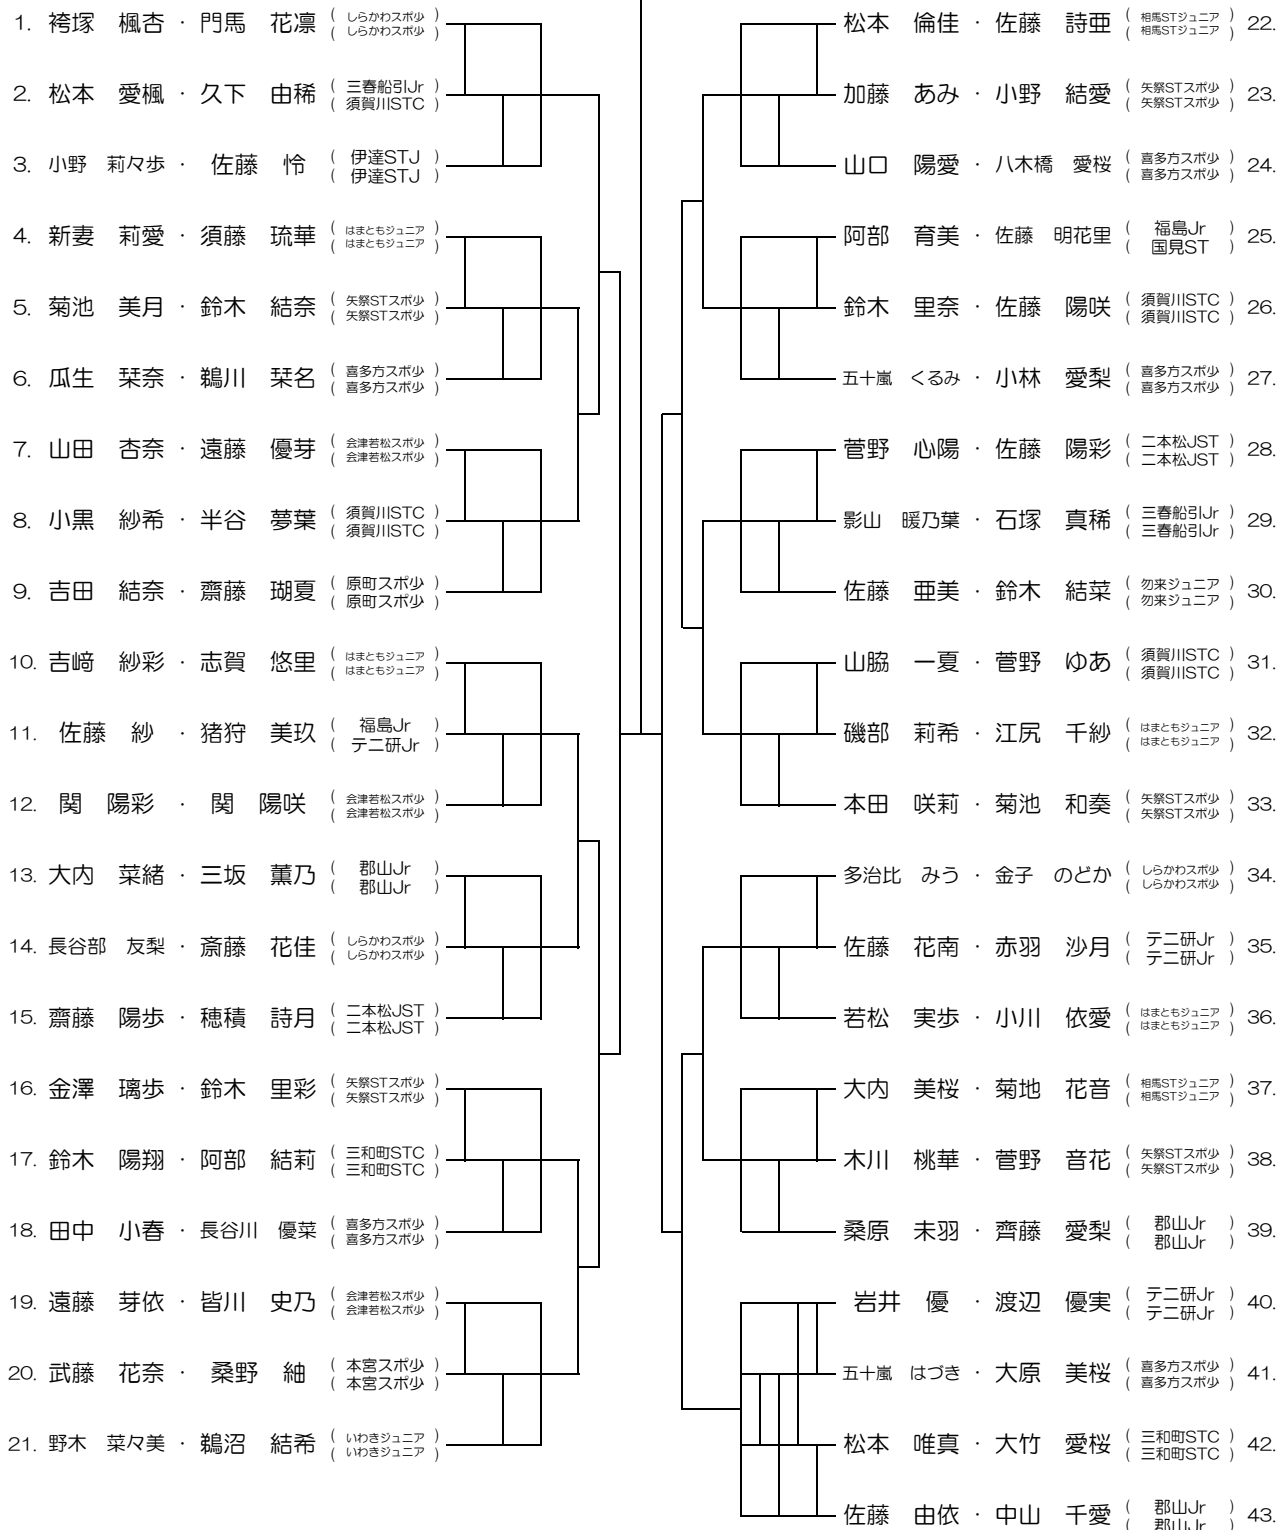 1. 袴塚 楓杏 ・ 門馬 花凛 ( しらかわスポ少 ) ( しらかわスポ少 )
2. 松本 愛楓 ・ 久下 由稀 ( 三春船引Jr ) ( 須賀川STC )
3. 小野 莉々歩 ・ 佐藤 怜 ( 伊達STJ ) ( 伊達STJ )
4. 新妻 莉愛 ・ 須藤 琉華 ( はまともジュニア ) ( はまともジュニア )
5. 菊池 美月 ・ 鈴木 結奈 ( 矢祭STスポ少 ) ( 矢祭STスポ少 )
6. 瓜生 栞奈 ・ 鵜川 栞名 ( 喜多方スポ少 ) ( 喜多方スポ少 )
7. 山田 杏奈 ・ 遠藤 優芽 ( 会津若松スポ少 ) ( 会津若松スポ少 )
8. 小黒 紗希 ・ 半谷 夢葉 ( 須賀川STC ) ( 須賀川STC )
9. 吉田 結奈 ・ 齋藤 瑚夏 ( 原町スポ少 ) ( 原町スポ少 )
10. 吉﨑 紗彩 ・ 志賀 悠里 ( はまともジュニア ) ( はまともジュニア )
11. 佐藤 紗 ・ 猪狩 美玖 ( 福島Jr ) ( テニ研Jr )
12. 関 陽彩 ・ 関 陽咲 ( 会津若松スポ少 ) ( 会津若松スポ少 )
13. 大内 菜緒 ・ 三坂 薫乃 ( 郡山Jr ) ( 郡山Jr )
14. 長谷部 友梨 ・ 斎藤 花佳 ( しらかわスポ少 ) ( しらかわスポ少 )
15. 齋藤 陽歩 ・ 穂積 詩月 ( 二本松JST ) ( 二本松JST )
16. 金澤 璃歩 ・ 鈴木 里彩 ( 矢祭STスポ少 ) ( 矢祭STスポ少 )
17. 鈴木 陽翔 ・ 阿部 結莉 ( 三和町STC ) ( 三和町STC )
18. 田中 小春 ・ 長谷川 優菜 ( 喜多方スポ少 ) ( 喜多方スポ少 )
19. 遠藤 芽依 ・ 皆川 史乃 ( 会津若松スポ少 ) ( 会津若松スポ少 )
20. 武藤 花奈 ・ 桑野 紬 ( 本宮スポ少 ) ( 本宮スポ少 )
21. 野木 菜々美 ・ 鵜沼 結希 ( いわきジュニア ) ( いわきジュニア )
松本 倫佳 ・ 佐藤 詩亜 ( 相馬STジュニア ) ( 相馬STジュニア ) 22.
加藤 あみ ・ 小野 結愛 ( 矢祭STスポ少 ) ( 矢祭STスポ少 ) 23.
山口 陽愛 ・ 八木橋 愛桜 ( 喜多方スポ少 ) ( 喜多方スポ少 ) 24.
阿部 育美 ・ 佐藤 明花里 ( 福島Jr ) ( 国見ST ) 25.
鈴木 里奈 ・ 佐藤 陽咲 ( 須賀川STC ) ( 須賀川STC ) 26.
五十嵐 くるみ ・ 小林 愛梨 ( 喜多方スポ少 ) ( 喜多方スポ少 ) 27.
菅野 心陽 ・ 佐藤 陽彩 ( 二本松JST ) ( 二本松JST ) 28.
影山 暖乃葉 ・ 石塚 真稀 ( 三春船引Jr ) ( 三春船引Jr ) 29.
佐藤 亜美 ・ 鈴木 結菜 ( 勿来ジュニア ) ( 勿来ジュニア ) 30.
山脇 一夏 ・ 菅野 ゆあ ( 須賀川STC ) ( 須賀川STC ) 31.
磯部 莉希 ・ 江尻 千紗 ( はまともジュニア ) ( はまともジュニア ) 32.
本田 咲莉 ・ 菊池 和奏 ( 矢祭STスポ少 ) ( 矢祭STスポ少 ) 33.
多治比 みう ・ 金子 のどか ( しらかわスポ少 ) ( しらかわスポ少 ) 34.
佐藤 花南 ・ 赤羽 沙月 ( テニ研Jr ) ( テニ研Jr ) 35.
若松 実歩 ・ 小川 依愛 ( はまともジュニア ) ( はまともジュニア ) 36.
大内 美桜 ・ 菊地 花音 ( 相馬STジュニア ) ( 相馬STジュニア ) 37.
木川 桃華 ・ 菅野 音花 ( 矢祭STスポ少 ) ( 矢祭STスポ少 ) 38.
桑原 未羽 ・ 齊藤 愛梨 ( 郡山Jr ) ( 郡山Jr ) 39.
岩井 優 ・ 渡辺 優実 ( テニ研Jr ) ( テニ研Jr ) 40.
五十嵐 はづき ・ 大原 美桜 ( 喜多方スポ少 ) ( 喜多方スポ少 ) 41.
松本 唯真 ・ 大竹 愛桜 ( 三和町STC ) ( 三和町STC ) 42.
佐藤 由依 ・ 中山 千愛 ( 郡山Jr ) ( 郡山Jr ) 43.